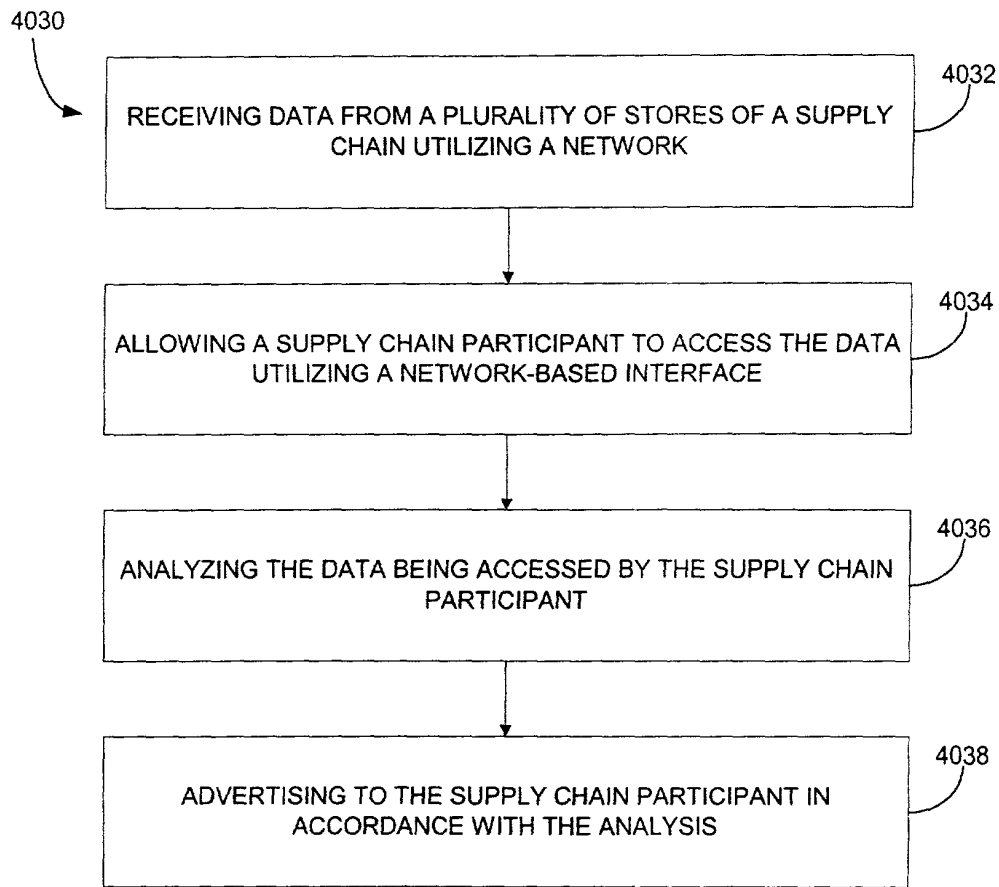 4030
4032
RECEIVING DATA FROM A PLURALITY OF STORES OF A SUPPLY
CHAIN UTILIZING A NETWORK
4034
ALLOWING A SUPPLY CHAIN PARTICIPANT TO ACCESS THE DATA
UTILIZING A NETWORK-BASED INTERFACE
4036
ANALYZING THE DATA BEING ACCESSED BY THE SUPPLY CHAIN
PARTICIPANT
4038
ADVERTISING TO THE SUPPLY CHAIN PARTICIPANT IN
ACCORDANCE WITH THE ANALYSIS